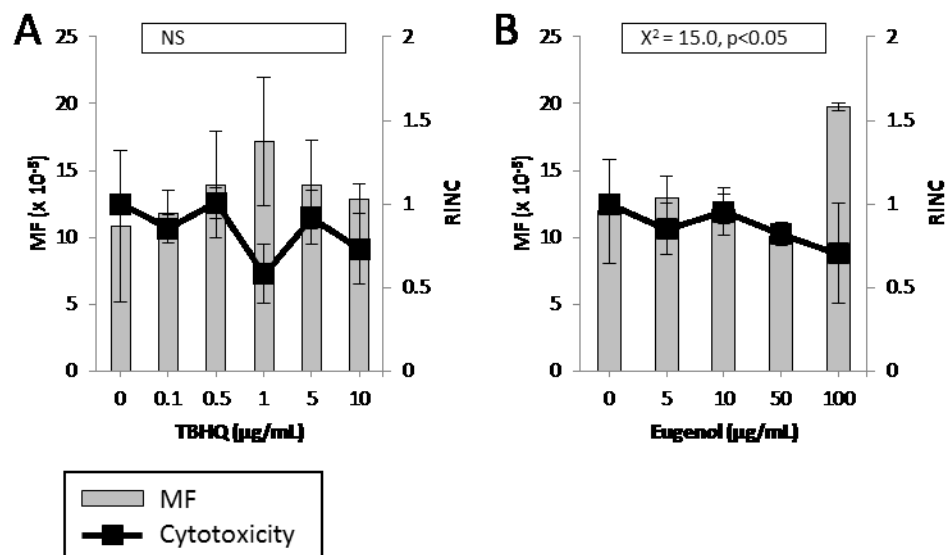 A
NS
25
20
15
10
5
0
MF (x 10⁻⁵)
2
1.5
1
0.5
0
RINC
0 0.1 0.5 1 5 10
TBHQ (µg/mL)
B
X² = 15.0, p<0.05
25
20
15
10
5
0
MF (x 10⁻⁵)
2
1.5
1
0.5
0
RINC
0 5 10 50 100
Eugenol (µg/mL)
MF
Cytotoxicity